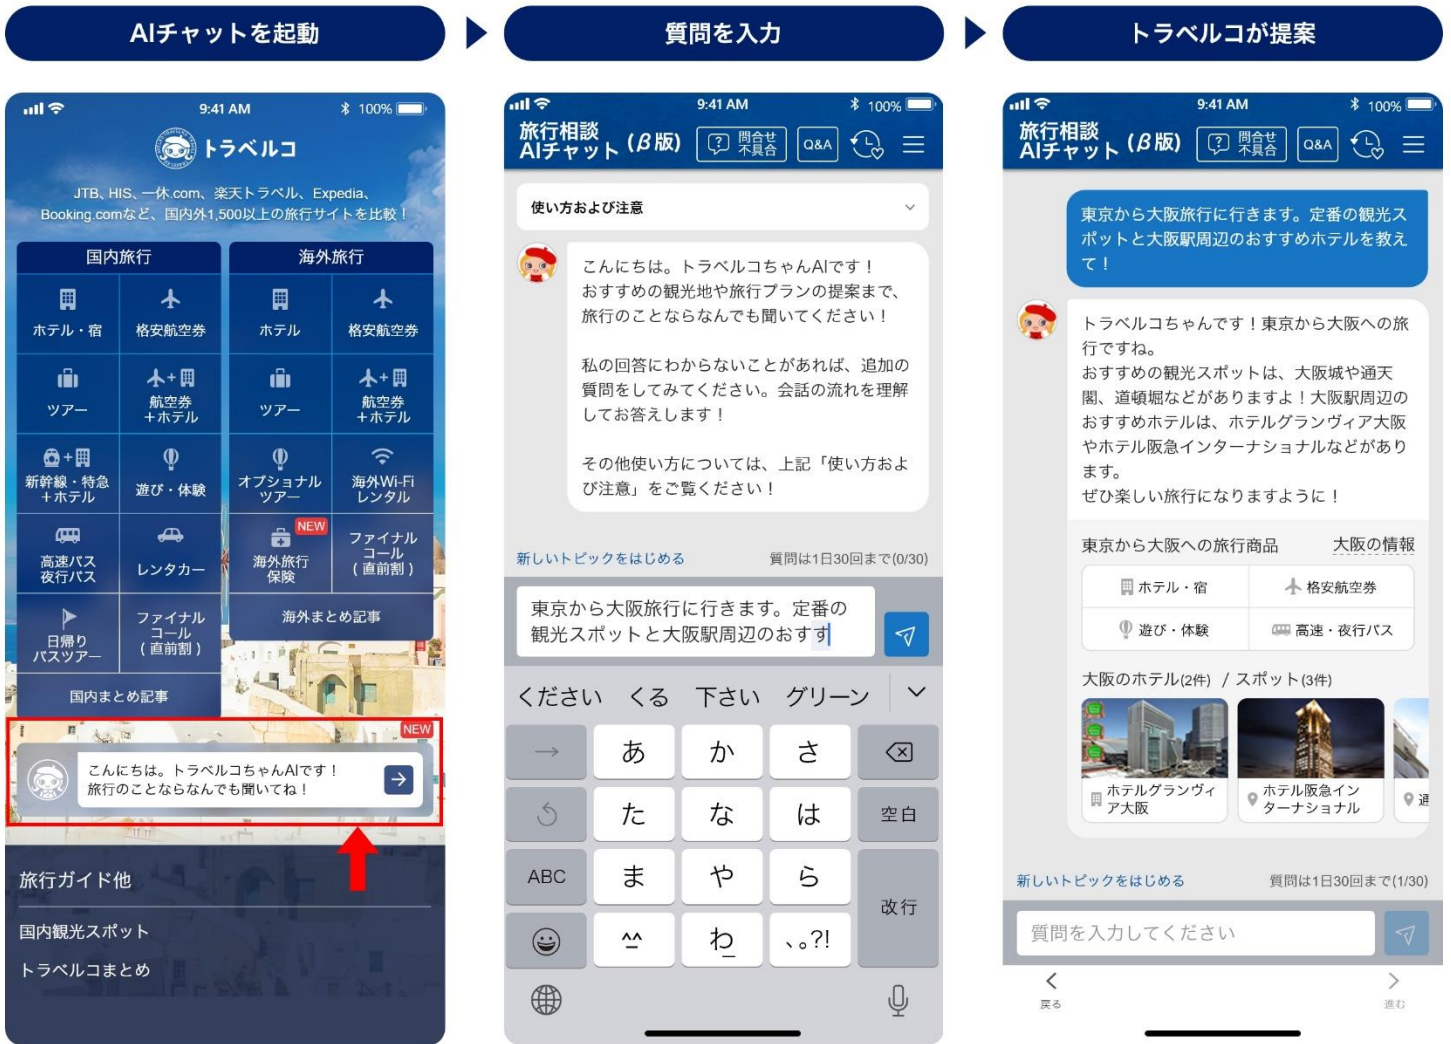 AIチャットを起動
質問を入力
トラベルコが提案
9:41 AM
100%
トラベルコ
JTB、HIS、一休.com、楽天トラベル、Expedia、
Booking.comなど、国内外1,500以上の旅行サイトを比較！
国内旅行
海外旅行
ホテル・宿
格安航空券
ホテル
格安航空券
ツアー
航空券
＋ホテル
ツアー
航空券
＋ホテル
新幹線・特急
＋ホテル
遊び・体験
オプショナル
ツアー
海外Wi-Fi
レンタル
高速バス
夜行バス
レンタカー
NEW
海外旅行
保険
ファイナル
コール
（直前割）
日帰り
バスツアー
ファイナル
コール
（直前割）
海外まとめ記事
国内まとめ記事
NEW
こんにちは。トラベルコちゃんAIです！
旅行のことならなんでも聞いてね！
旅行ガイド他
国内観光スポット
トラベルコまとめ
9:41 AM
100%
旅行相談
AIチャット
（β版）
問合せ
不具合
Q&A
使い方および注意
こんにちは。トラベルコちゃんAIです！
おすすめの観光地や旅行プランの提案まで、
旅行のことならなんでも聞いてください！
私の回答にわからないことがあれば、追加の
質問をしてみてください。会話の流れを理解
してお答えします！
その他使い方については、上記「使い方およ
び注意」をご覧ください！
新しいトピックをはじめる
質問は1日30回まで(0/30)
東京から大阪旅行に行きます。定番の
観光スポットと大阪駅周辺のおすす
ください くる 下さい グリーン
あ か さ
た な は 空白
ABC ま や ら
改行
^^ わ 、。?!
9:41 AM
100%
旅行相談
AIチャット
（β版）
問合せ
不具合
Q&A
東京から大阪旅行に行きます。定番の観光ス
ポットと大阪駅周辺のおすすめホテルを教え
て！
トラベルコちゃんです！東京から大阪への旅
行ですね。
おすすめの観光スポットは、大阪城や通天
閣、道頓堀などがありますよ！大阪駅周辺の
おすすめホテルは、ホテルグランヴィア大阪
やホテル阪急インターナショナルなどがあり
ます。
ぜひ楽しい旅行になりますように！
東京から大阪への旅行商品
大阪の情報
ホテル・宿
格安航空券
遊び・体験
高速・夜行バス
大阪のホテル(2件) / スポット(3件)
ホテルグランヴィ
ア大阪
ホテル阪急イン
ターナショナル
通
新しいトピックをはじめる
質問は1日30回まで(1/30)
質問を入力してください
戻る
進む